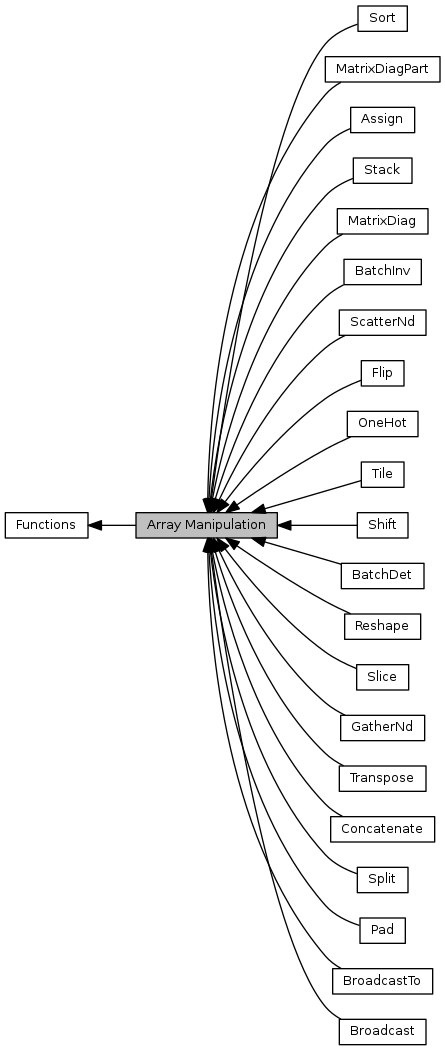 Sort
MatrixDiagPart
Assign
Stack
MatrixDiag
BatchInv
ScatterNd
Flip
OneHot
Tile
Functions
Array Manipulation
Shift
BatchDet
Reshape
Slice
GatherNd
Transpose
Concatenate
Split
Pad
BroadcastTo
Broadcast